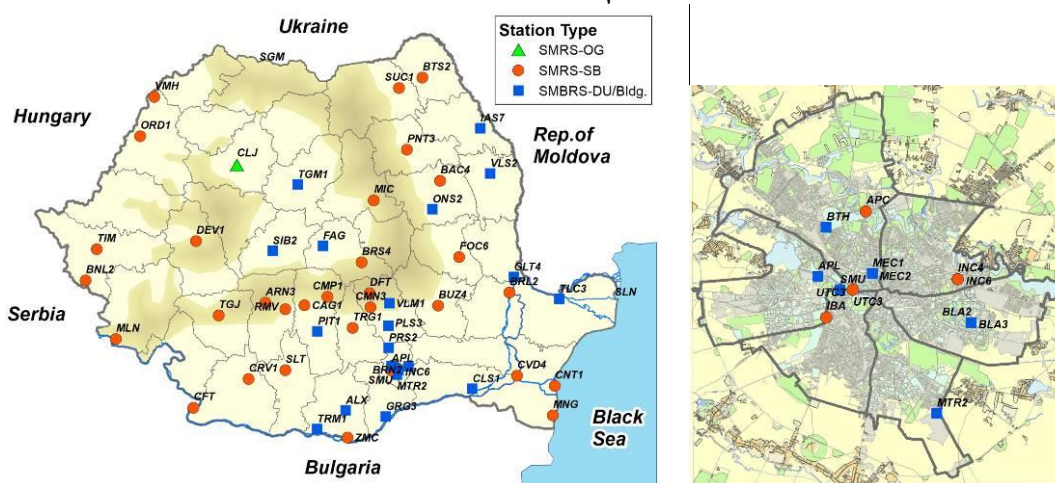 Ukraine
Station Type
SMRS-OG
SMRS-SB
SMBRS-DU/Bldg.
SGM
BTS2
SUC1
VMH
Hungary
IAS7
ORD1
Rep.of
Moldova
PNT3
CLJ
VLS2
TGM1
BAC4
MIC
ONS2
DEV1
TIM
SIB2
FAG
FOC6
BRS4
BNL2
GLT4
DFT
BRL2
TLC3
SLN
CMP1
ARN3
CMN3
RMV
CAG1
VLM1
BUZ4
TGJ
Serbia
TRG1
PIT1
PLS3
MLN
PRS2
SLT
API
CRV1
BRN2
INC6
SMU
CVD4
MTR2
CLS1
CNT1
CFT
ALX
GRG3
MNG
Black
Sea
TRM1
ZMC
Bulgaria
APC
BTH
APL
MEC1
SMU
MEC2
INC4
INC6
UTC3
UTC3
IBA
BLA2
BLA3
MTR2